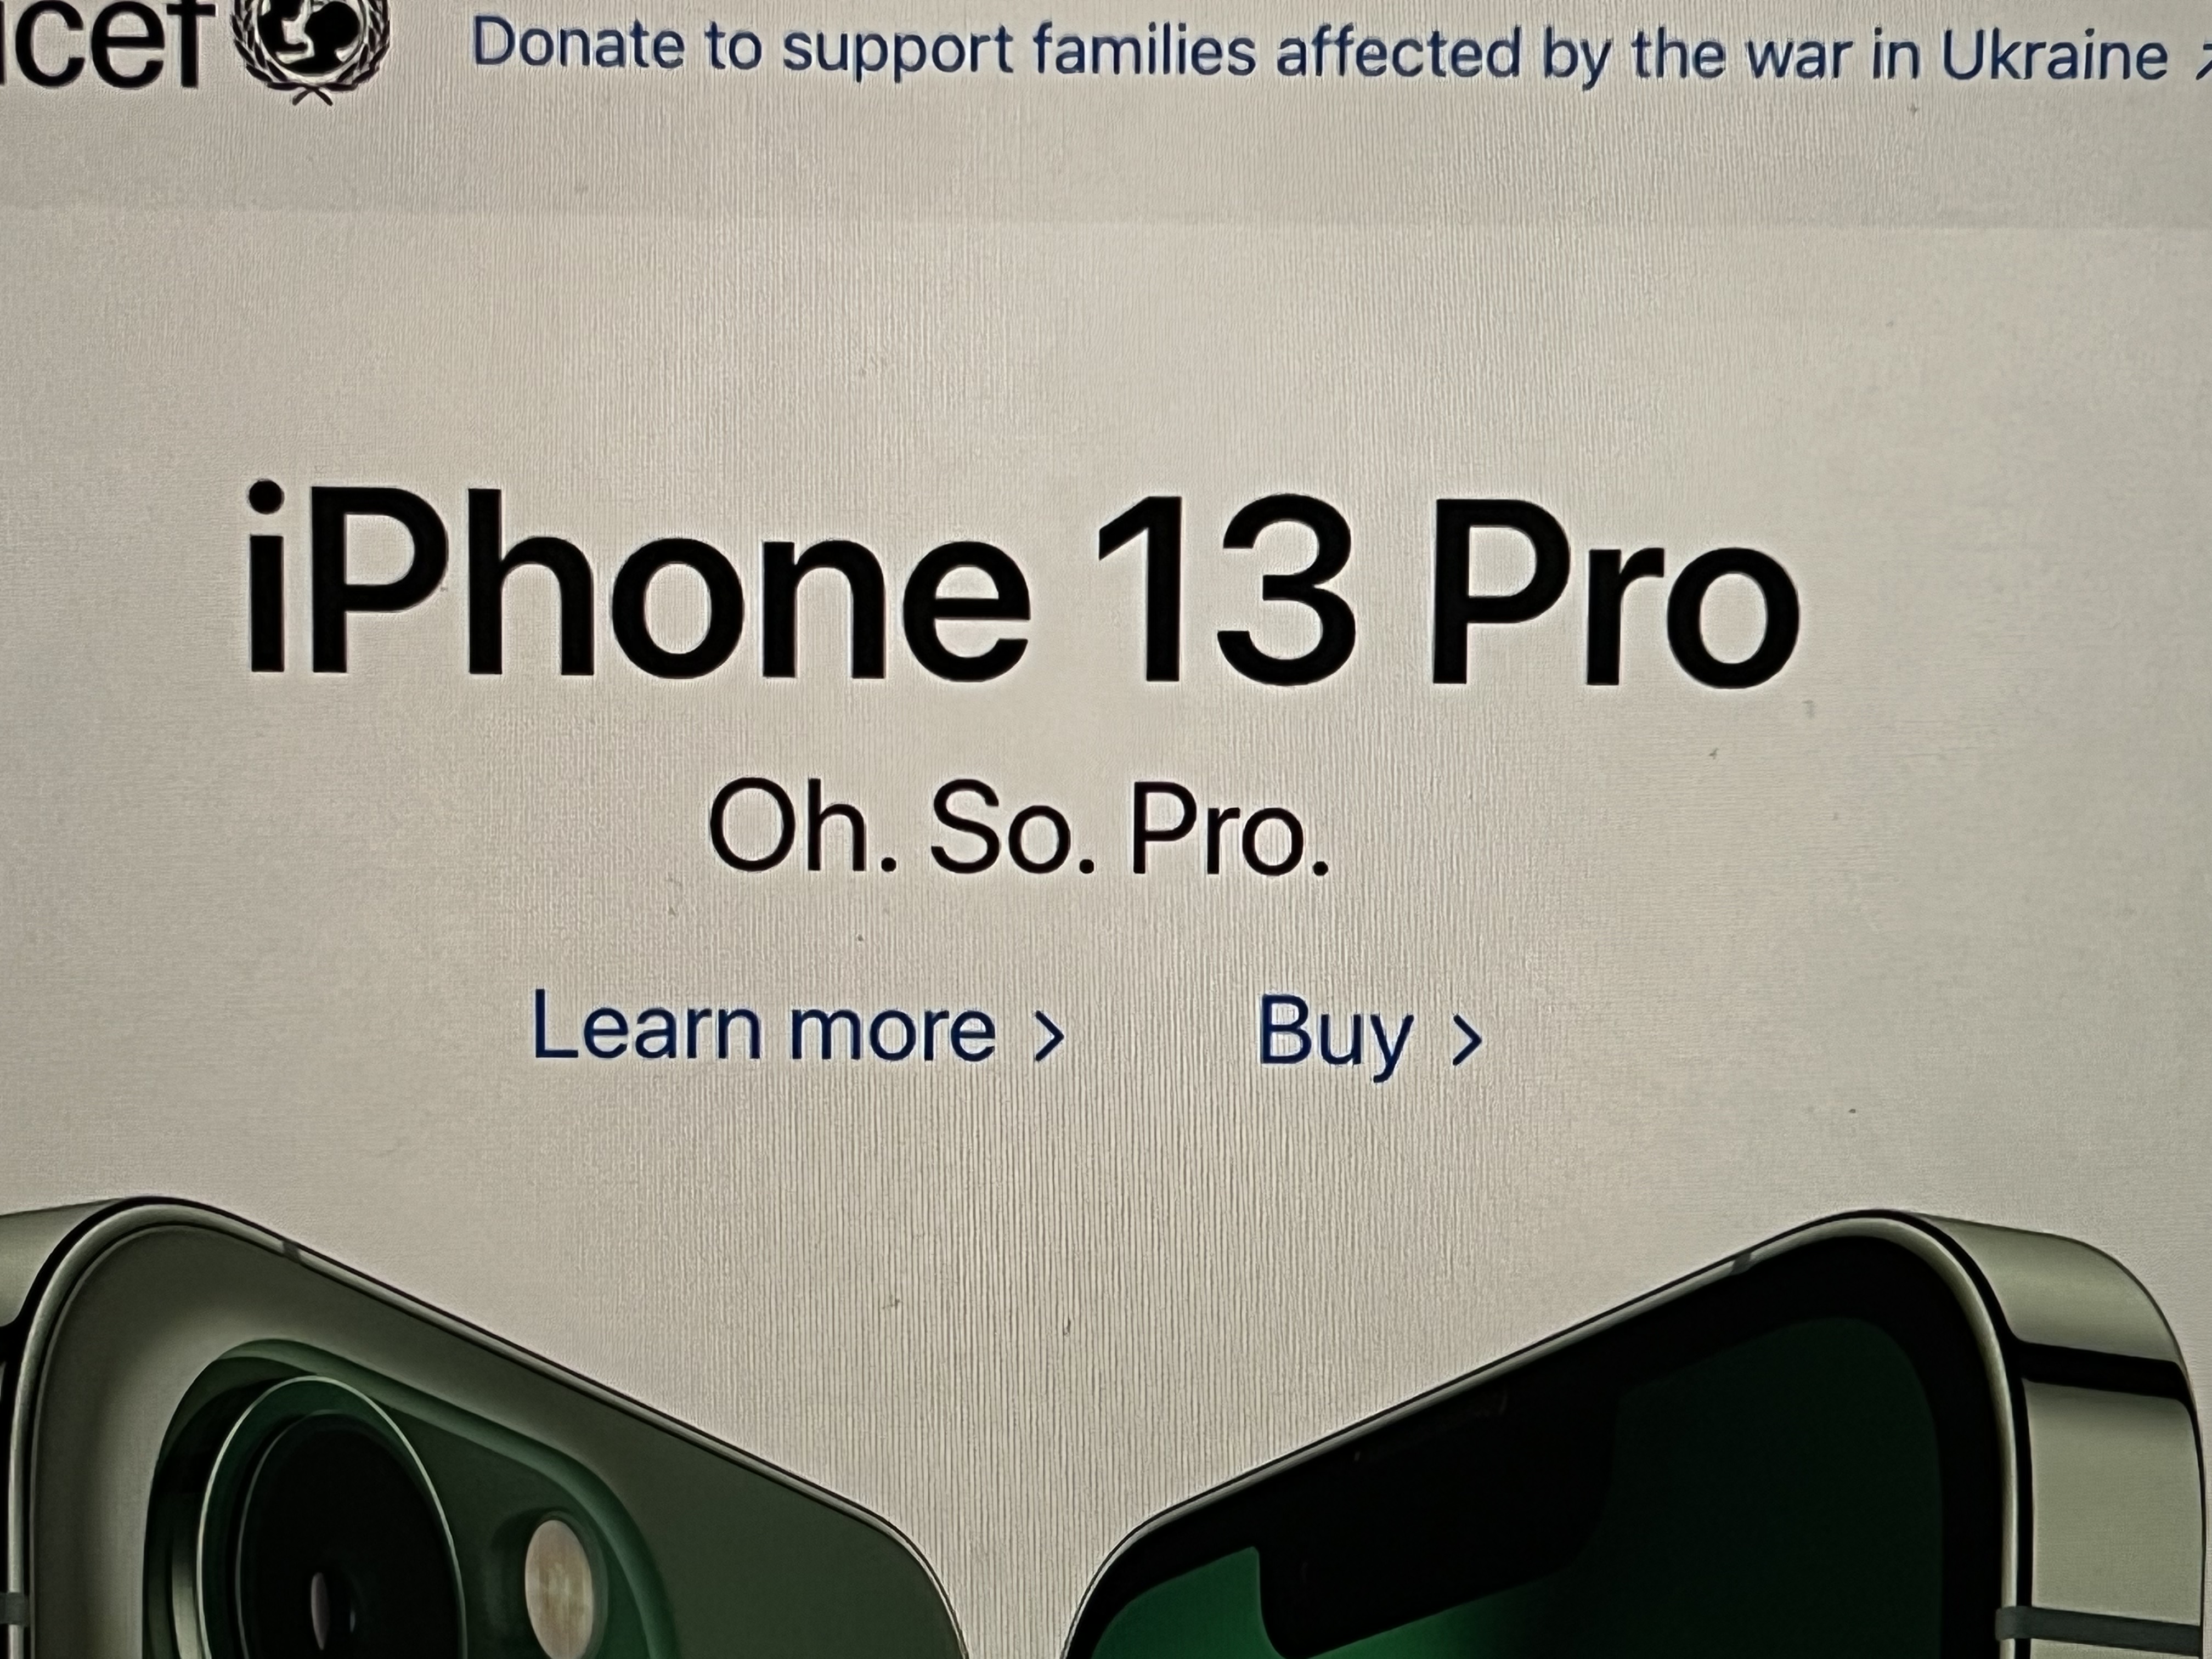 icef Donate to support families affected by the war in Ukraine
iPhone 13 Pro
Oh. So. Pro.
Learn more > Buy >